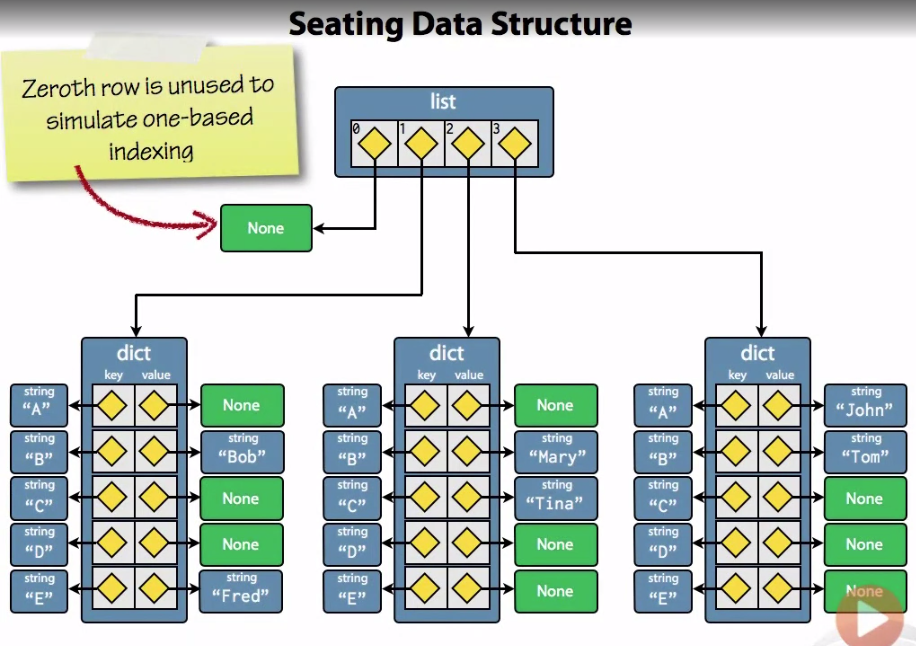 Seating Data Structure
Zeroth row is unused to
simulate one-based
indexing
list
0 1 2 3
None
dict
key value
string
“A”
None
string
“B”
string
“Bob”
string
“C”
None
string
“D”
None
string
“E”
string
“Fred”
dict
key value
string
“A”
None
string
“B”
string
“Mary”
string
“C”
string
“Tina”
string
“D”
None
string
“E”
None
dict
key value
string
“A”
string
“John”
string
“B”
string
“Tom”
string
“C”
None
string
“D”
None
string
“E”
None